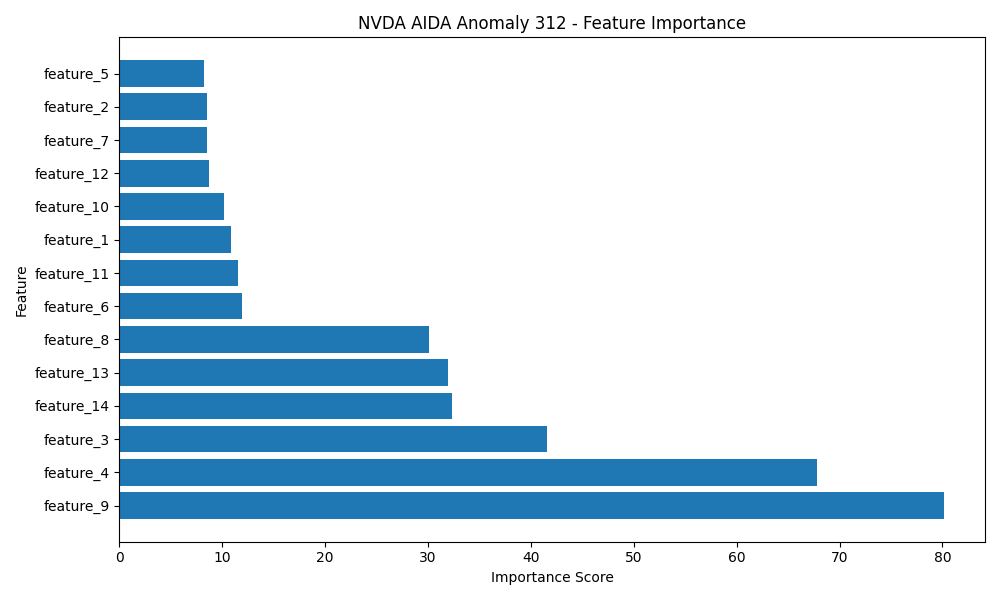 NVDA AIDA Anomaly 312 - Feature Importance
Feature
feature_5
feature_2
feature_7
feature_12
feature_10
feature_1
feature_11
feature_6
feature_8
feature_13
feature_14
feature_3
feature_4
feature_9
0 10 20 30 40 50 60 70 80
Importance Score